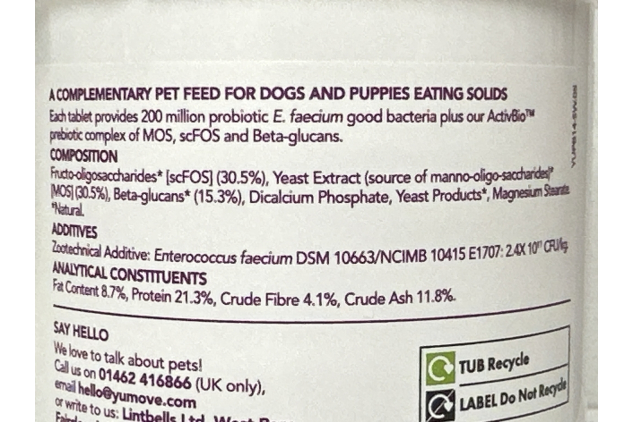 A COMPLEMENTARY PET FEED FOR DOGS AND PUPPIES EATING SOLIDS
Each tablet provides 200 million probiotic E. faecium good bacteria plus our ActivBio™
prebiotic complex of MOS, scFOS and Beta-glucans.
COMPOSITION
Fructo-oligosaccharides* [scFOS] (30.5%), Yeast Extract (source of manno-oligo-saccharides)*
[MOS] (30.5%), Beta-glucans* (15.3%), Dicalcium Phosphate, Yeast Products*, Magnesium Stearate.
*Natural.
ADDITIVES
Zootechnical Additive: Enterococcus faecium DSM 10663/NCIMB 10415 E1707: 2.4X 10¹¹ CFU/kg.
ANALYTICAL CONSTITUENTS
Fat Content 8.7%, Protein 21.3%, Crude Fibre 4.1%, Crude Ash 11.8%.
SAY HELLO
We love to talk about pets!
Call us on 01462 416866 (UK only),
email hello@yumove.com
or write to us: Lintbells Ltd, West
TUB Recycle
LABEL Do Not Recycle